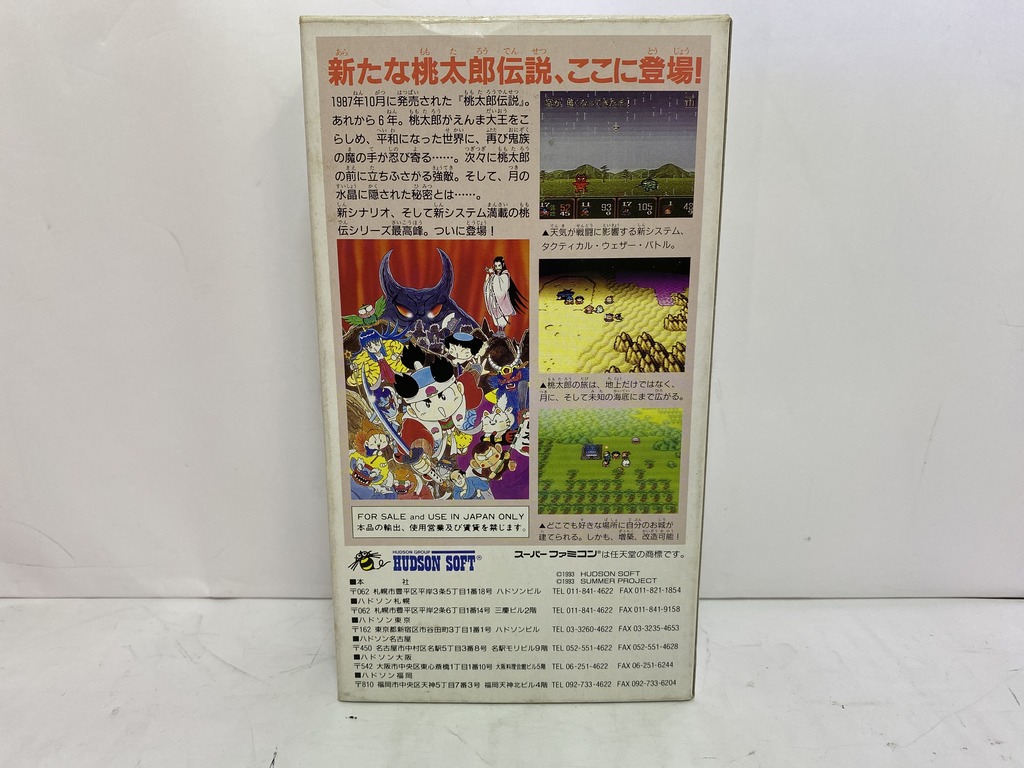 新たな桃太郎伝説、ここに登場!
1987年10月に発売された『桃太郎伝説』。
あれから6年。桃太郎がえんま大王をこ
らしめ、平和になった世界に、再び鬼族
の魔の手が忍び寄る……。次々に桃太郎
の前に立ちふさがる強敵。そして、月の
水晶に隠された秘密とは……。
新シナリオ、そして新システム満載の桃
伝シリーズ最高峰。ついに登場!
▲天気が戦闘に影響する新システム、
タクティカル・ウェザー・バトル。
▲桃太郎の旅は、地上だけではなく、
月に、そして未知の海底にまで広がる。
▲どこでも好きな場所に自分のお城が
建てられる。しかも、増築、改造可能!
FOR SALE and USE IN JAPAN ONLY
本品の輸出、使用営業及び賃貸を禁じます。
HUDSON GROUP
HUDSON SOFT®
スーパーファミコン®は任天堂の商標です。
©1993 HUDSON SOFT
©1993 SUMMER PROJECT
■本 社
〒062 札幌市豊平区平岸3条5丁目1番18号 ハドソンビル TEL 011-841-4622 FAX 011-821-1854
■ハドソン札幌
〒062 札幌市豊平区平岸2条6丁目1番14号 三慶ビル2階 TEL 011-841-4622 FAX 011-841-9158
■ハドソン東京
〒162 東京都新宿区市谷田町3丁目1番1号 ハドソンビル TEL 03-3260-4622 FAX 03-3235-4653
■ハドソン名古屋
〒450 名古屋市中村区名駅5丁目3番8号 名駅モリビル9階 TEL 052-551-4622 FAX 052-551-4628
■ハドソン大阪
〒542 大阪市中央区東心斎橋1丁目1番10号 大阪料理会館ビル5階 TEL 06-251-4622 FAX 06-251-6244
■ハドソン福岡
〒810 福岡市中央区天神5丁目7番3号 福岡天神北ビル4階 TEL 092-733-4622 FAX 092-733-6204